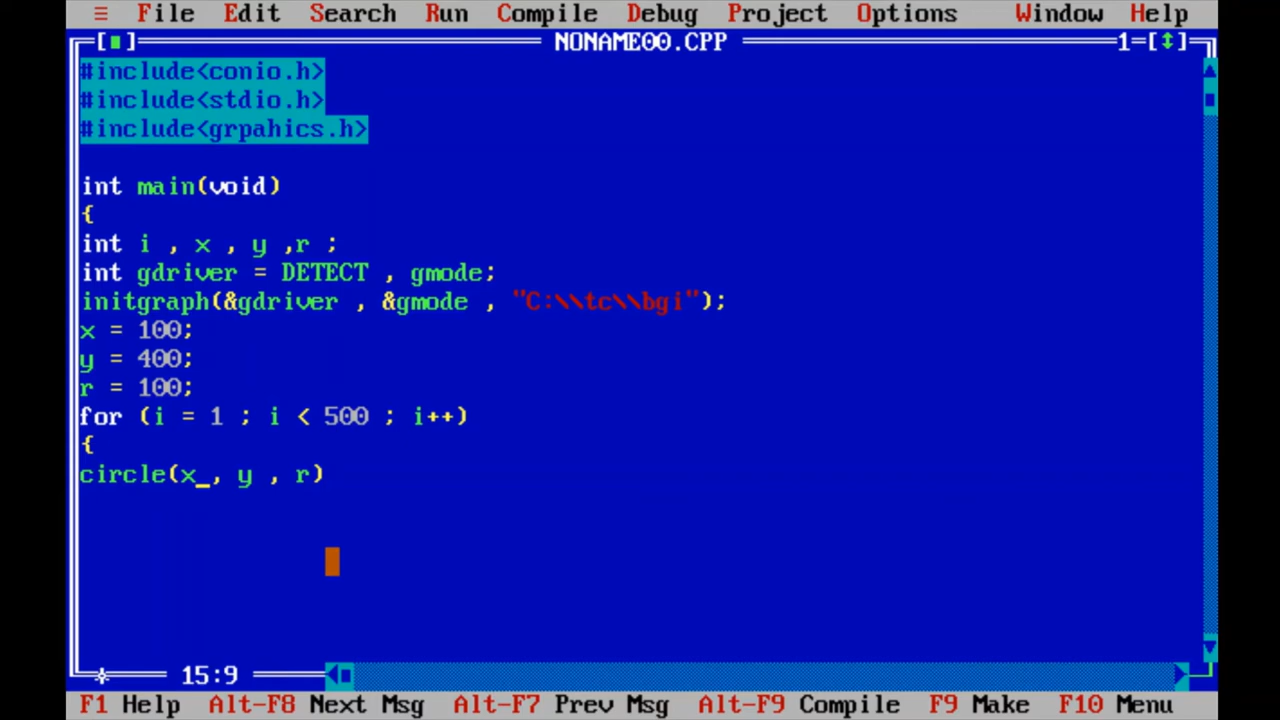 ≡ File Edit Search Run Compile Debug Project Options Window Help
[■] NONAME00.CPP 1=[↕]
#include<conio.h>
#include<stdio.h>
#include<grpahics.h>
int main(void)
{
int i , x , y ,r ;
int gdriver = DETECT , gmode;
initgraph(&gdriver , &gmode , "C:\\tc\\bgi");
x = 100;
y = 400;
r = 100;
for (i = 1 ; i < 500 ; i++)
{
circle(x_, y , r)
15:9
F1 Help Alt-F8 Next Msg Alt-F7 Prev Msg Alt-F9 Compile F9 Make F10 Menu